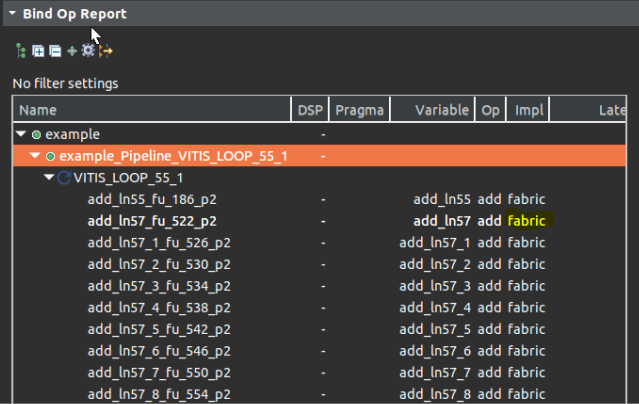 Bind Op Report
No filter settings
Name DSP Pragma Variable Op Impl Late
example -
example_Pipeline_VITIS_LOOP_55_1 -
VITIS_LOOP_55_1
add_ln55_fu_186_p2 - add_ln55 add fabric
add_ln57_fu_522_p2 - add_ln57 add fabric
add_ln57_1_fu_526_p2 - add_ln57_1 add fabric
add_ln57_2_fu_530_p2 - add_ln57_2 add fabric
add_ln57_3_fu_534_p2 - add_ln57_3 add fabric
add_ln57_4_fu_538_p2 - add_ln57_4 add fabric
add_ln57_5_fu_542_p2 - add_ln57_5 add fabric
add_ln57_6_fu_546_p2 - add_ln57_6 add fabric
add_ln57_7_fu_550_p2 - add_ln57_7 add fabric
add_ln57_8_fu_554_p2 - add_ln57_8 add fabric